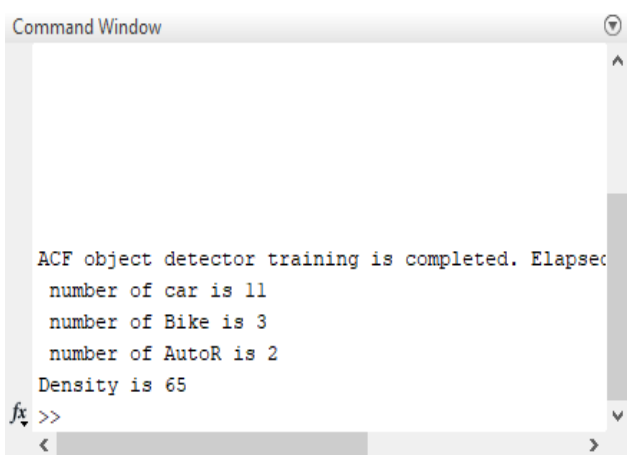 Command Window
ACF object detector training is completed. Elapsed
number of car is 11
number of Bike is 3
number of AutoR is 2
Density is 65
fx >>